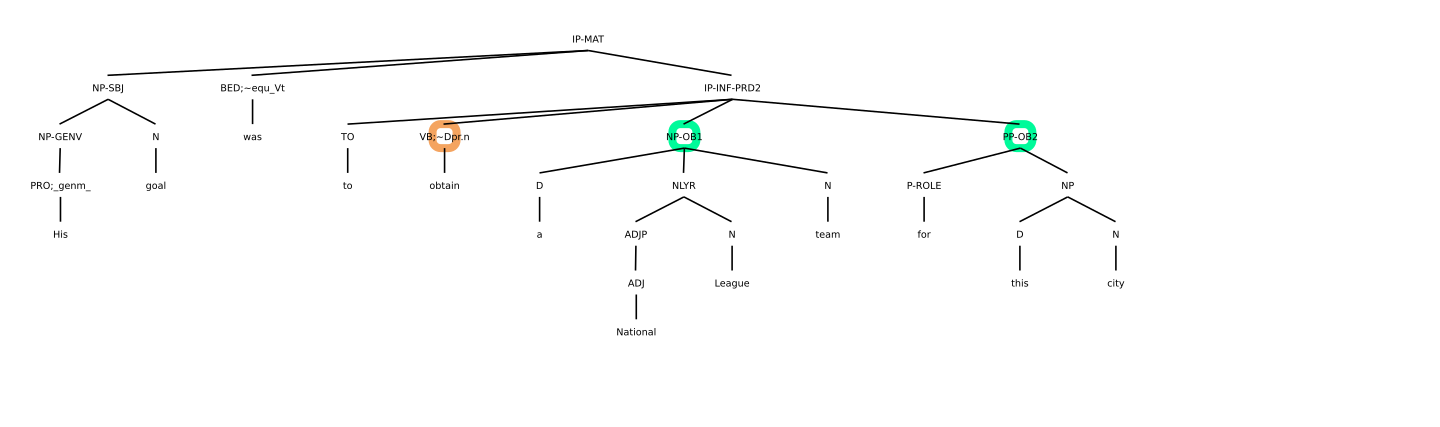 IP-MAT
NP-SBJ BED;~equ_Vt IP-INF-PRD2
NP-GENV N was TO VB;~Dpr.n NP-OB1 PP-OB2
PRO;_genm_ goal to obtain D NLYR N P-ROLE NP
His a ADJP N team for D N
ADJ League this city
National